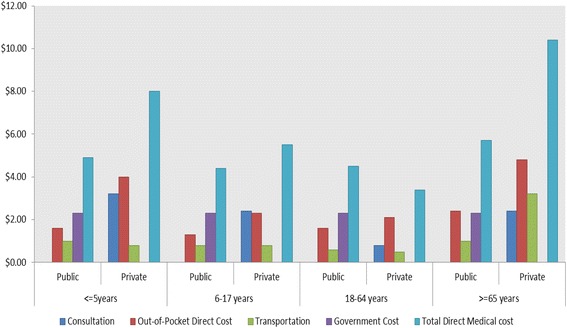 $12.00
$10.00
$8.00
$6.00
$4.00
$2.00
$0.00
Public Private Public Private Public Private Public Private
<=5years 6-17 years 18-64 years >=65 years
Consultation Out-of-Pocket Direct Cost Transportation Government Cost Total Direct Medical cost